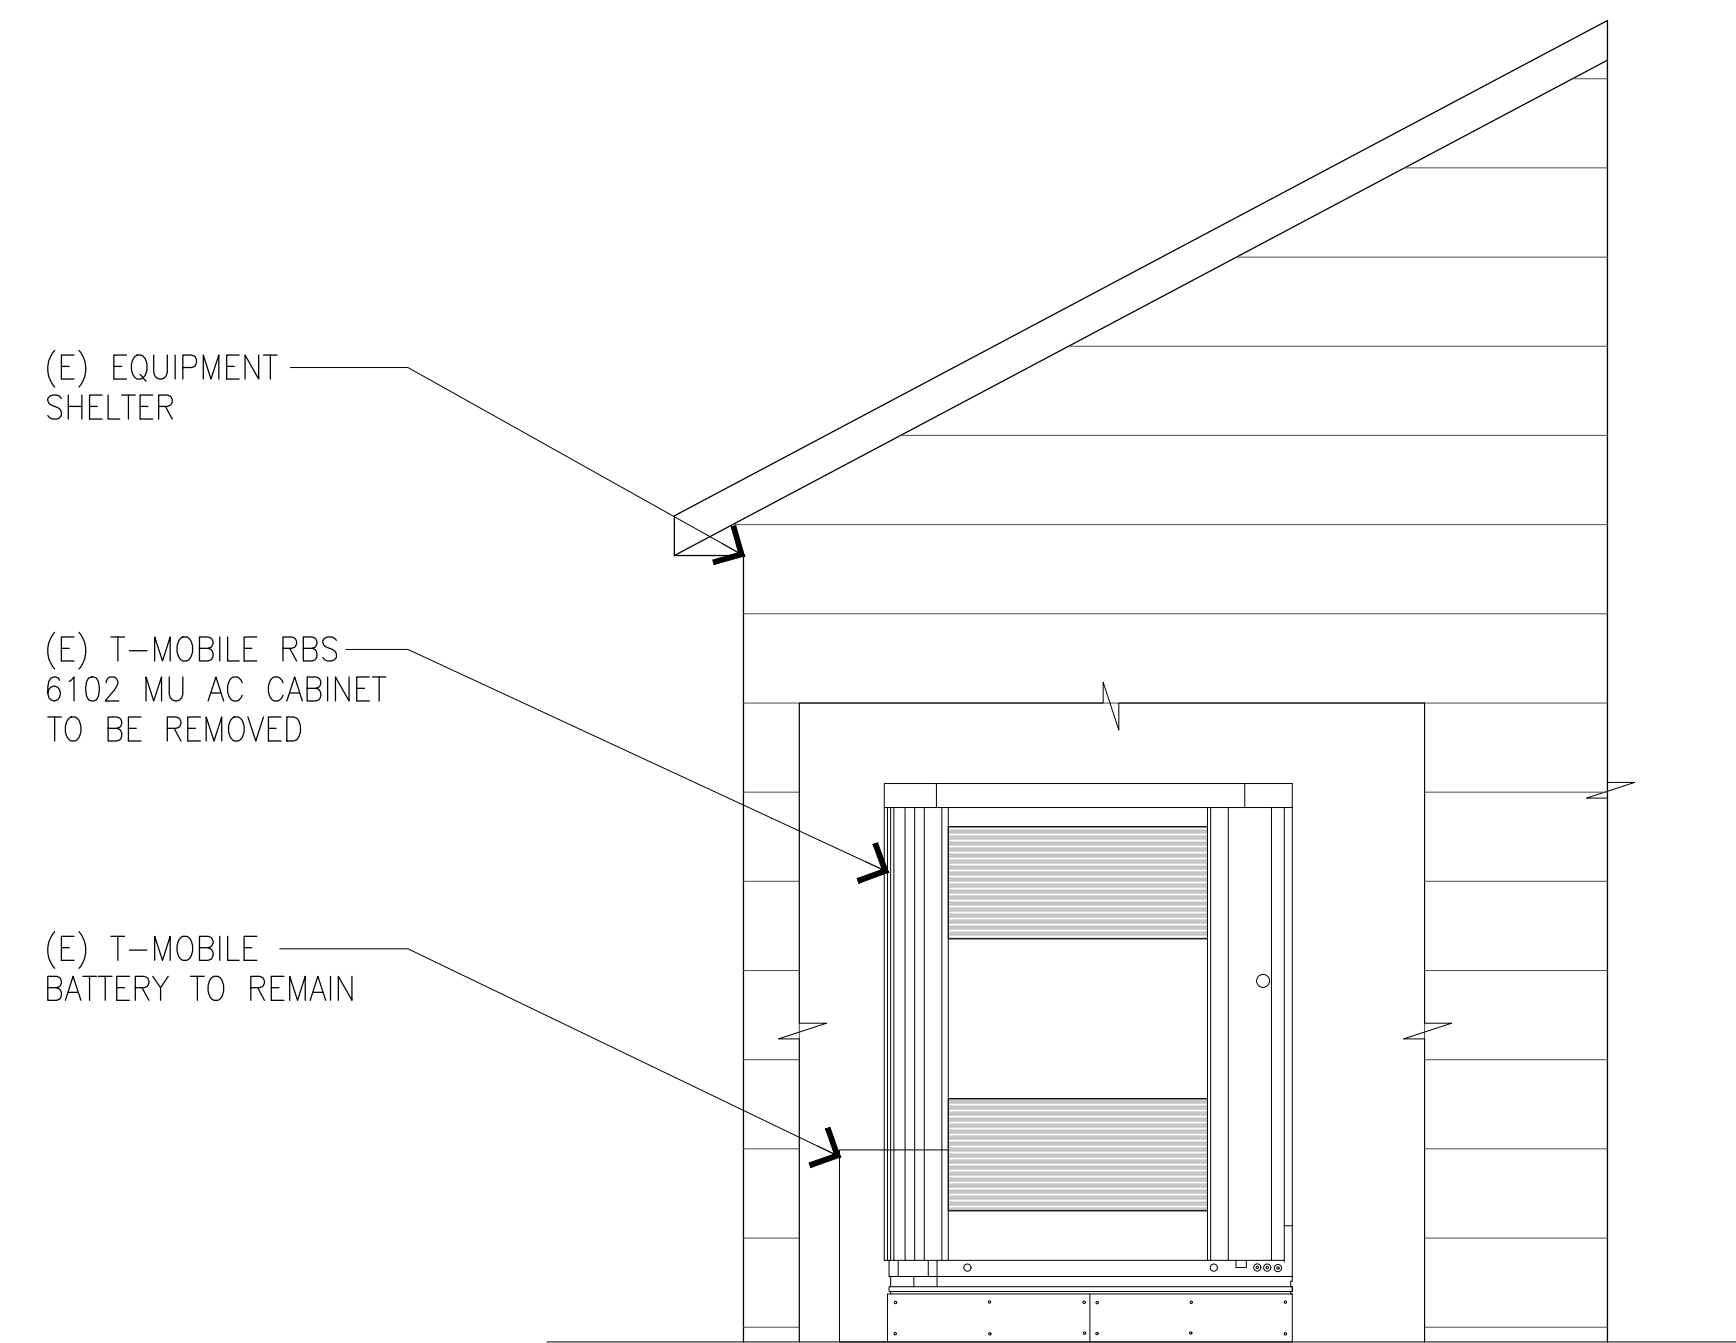 (E) EQUIPMENT
SHELTER
(E) T-MOBILE RBS
6102 MU AC CABINET
TO BE REMOVED
(E) T-MOBILE
BATTERY TO REMAIN